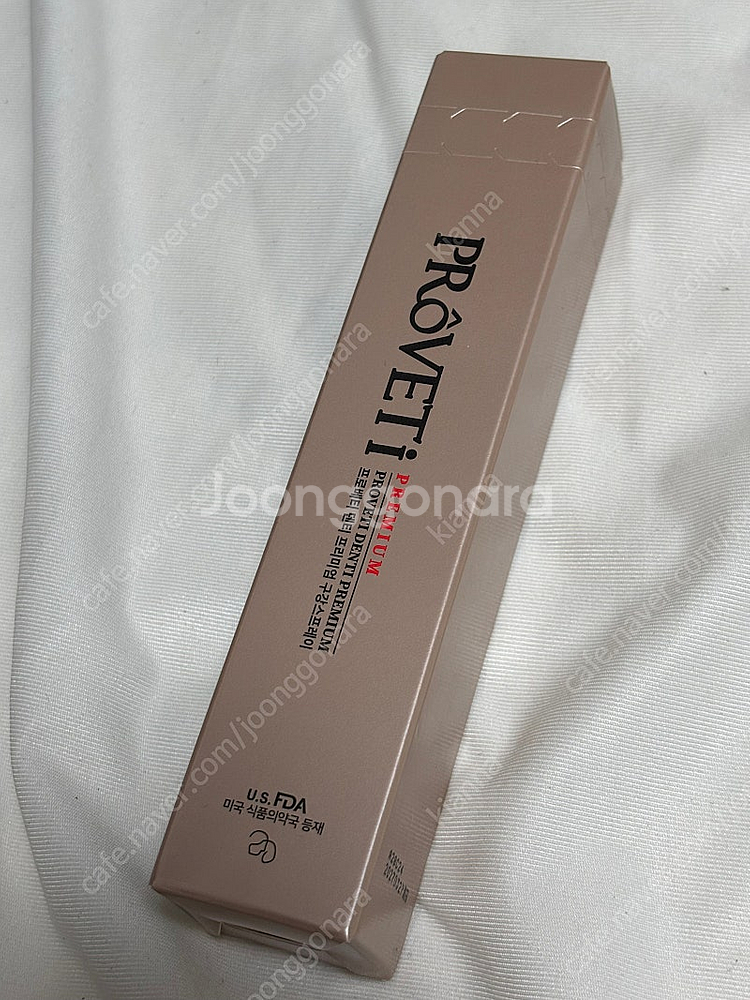 PRÔVETi
PREMIUM
PROVETI DENTI PREMIUM
프로베티 덴티 프리미엄 구강스프레이
U.S. FDA
미국 식품의약국 등재
Joonggonara
cafe.naver.com/joonggonara
kianna